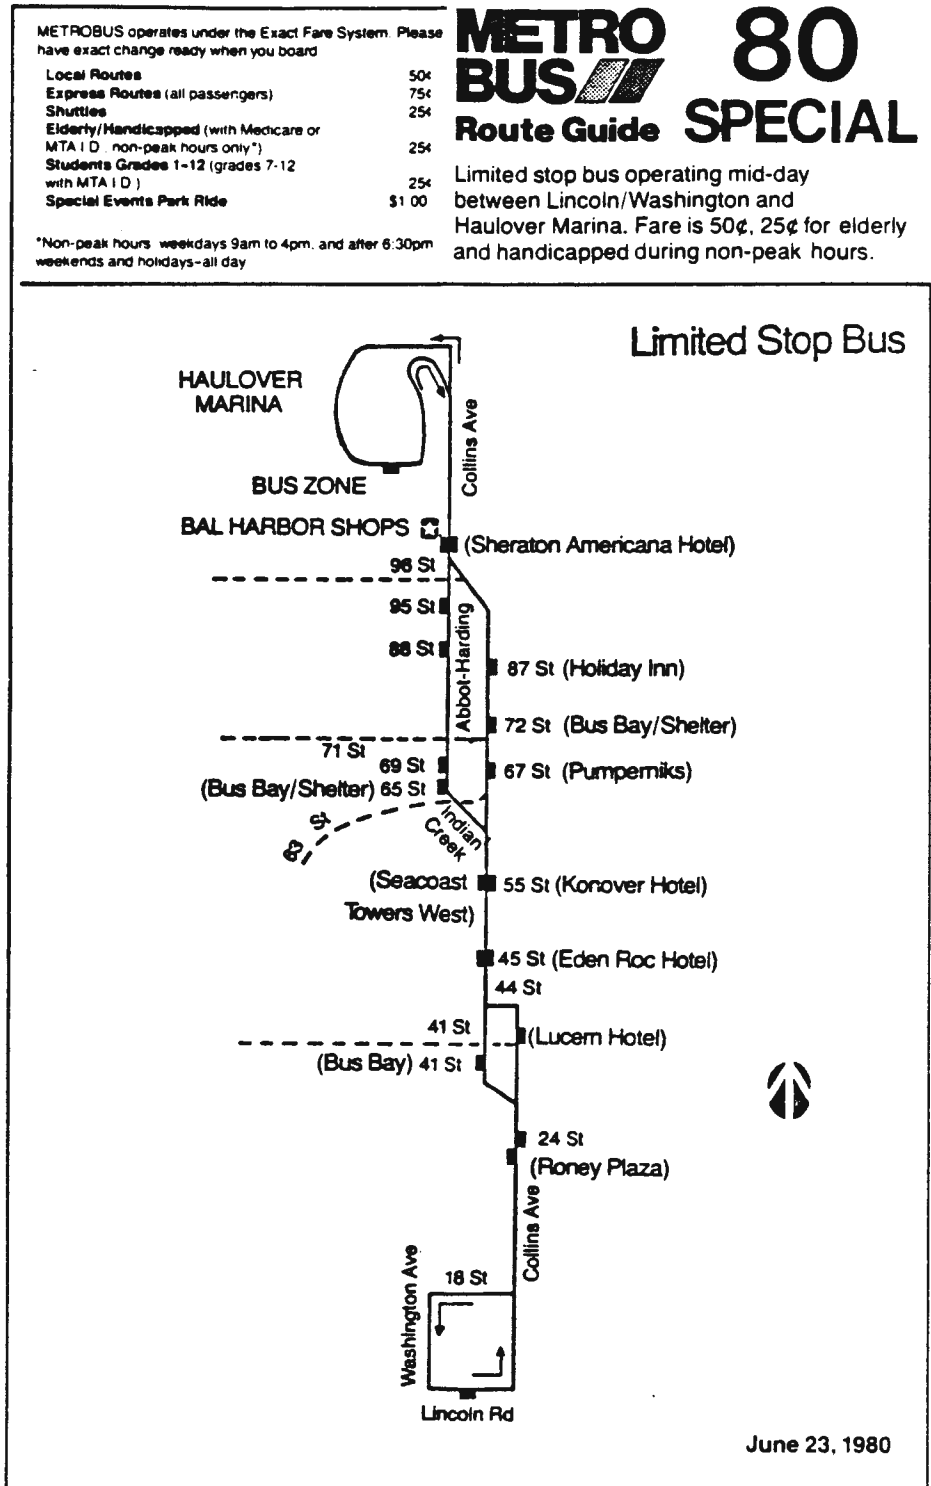 METROBUS operates under the Exact Fare System. Please
have exact change ready when you board
Local Routes 50¢
Express Routes (all passengers) 75¢
Shuttles 25¢
Elderly/Handicapped (with Medicare or
MTA I D . non-peak hours only*) 25¢
Students Grades 1-12 (grades 7-12
with MTA I D ) 25¢
Special Events Park Ride $1 00
*Non-peak hours weekdays 9am to 4pm, and after 6:30pm
weekends and holidays-all day
METRO
BUS
Route Guide
80
SPECIAL
Limited stop bus operating mid-day
between Lincoln/Washington and
Haulover Marina. Fare is 50¢, 25¢ for elderly
and handicapped during non-peak hours.
Limited Stop Bus
HAULOVER
MARINA
Collins Ave
BUS ZONE
BAL HARBOR SHOPS
(Sheraton Americana Hotel)
96 St
95 St
88 St
Abbot-Harding
87 St (Holiday Inn)
72 St (Bus Bay/Shelter)
71 St
69 St
67 St (Pumperniks)
(Bus Bay/Shelter) 65 St
63 St
Indian
Creek
(Seacoast
Towers West)
55 St (Konover Hotel)
45 St (Eden Roc Hotel)
44 St
41 St
(Lucern Hotel)
(Bus Bay) 41 St
24 St
(Roney Plaza)
Collins Ave
Washington Ave
18 St
Lincoln Rd
June 23, 1980